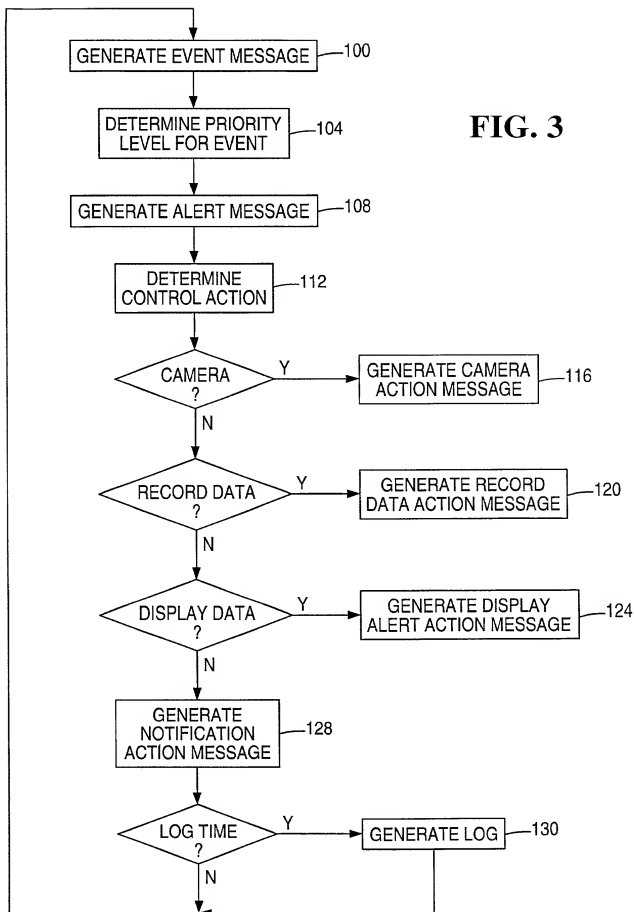 GENERATE EVENT MESSAGE
100
FIG. 3
DETERMINE PRIORITY
LEVEL FOR EVENT
104
GENERATE ALERT MESSAGE
108
DETERMINE
CONTROL ACTION
112
CAMERA
?
Y
N
GENERATE CAMERA
ACTION MESSAGE
116
RECORD DATA
?
Y
N
GENERATE RECORD
DATA ACTION MESSAGE
120
DISPLAY DATA
?
Y
N
GENERATE DISPLAY
ALERT ACTION MESSAGE
124
GENERATE
NOTIFICATION
ACTION MESSAGE
128
LOG TIME
?
Y
N
GENERATE LOG
130